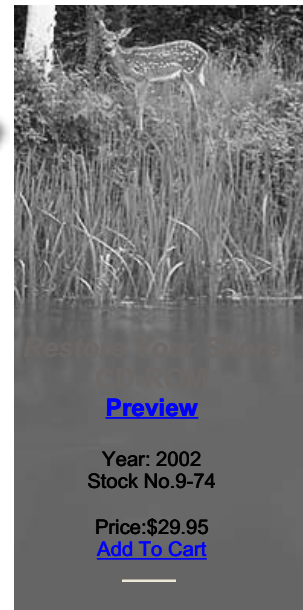 Preview
Year: 2002
Stock No.9-74
Price:$29.95
Add To Cart